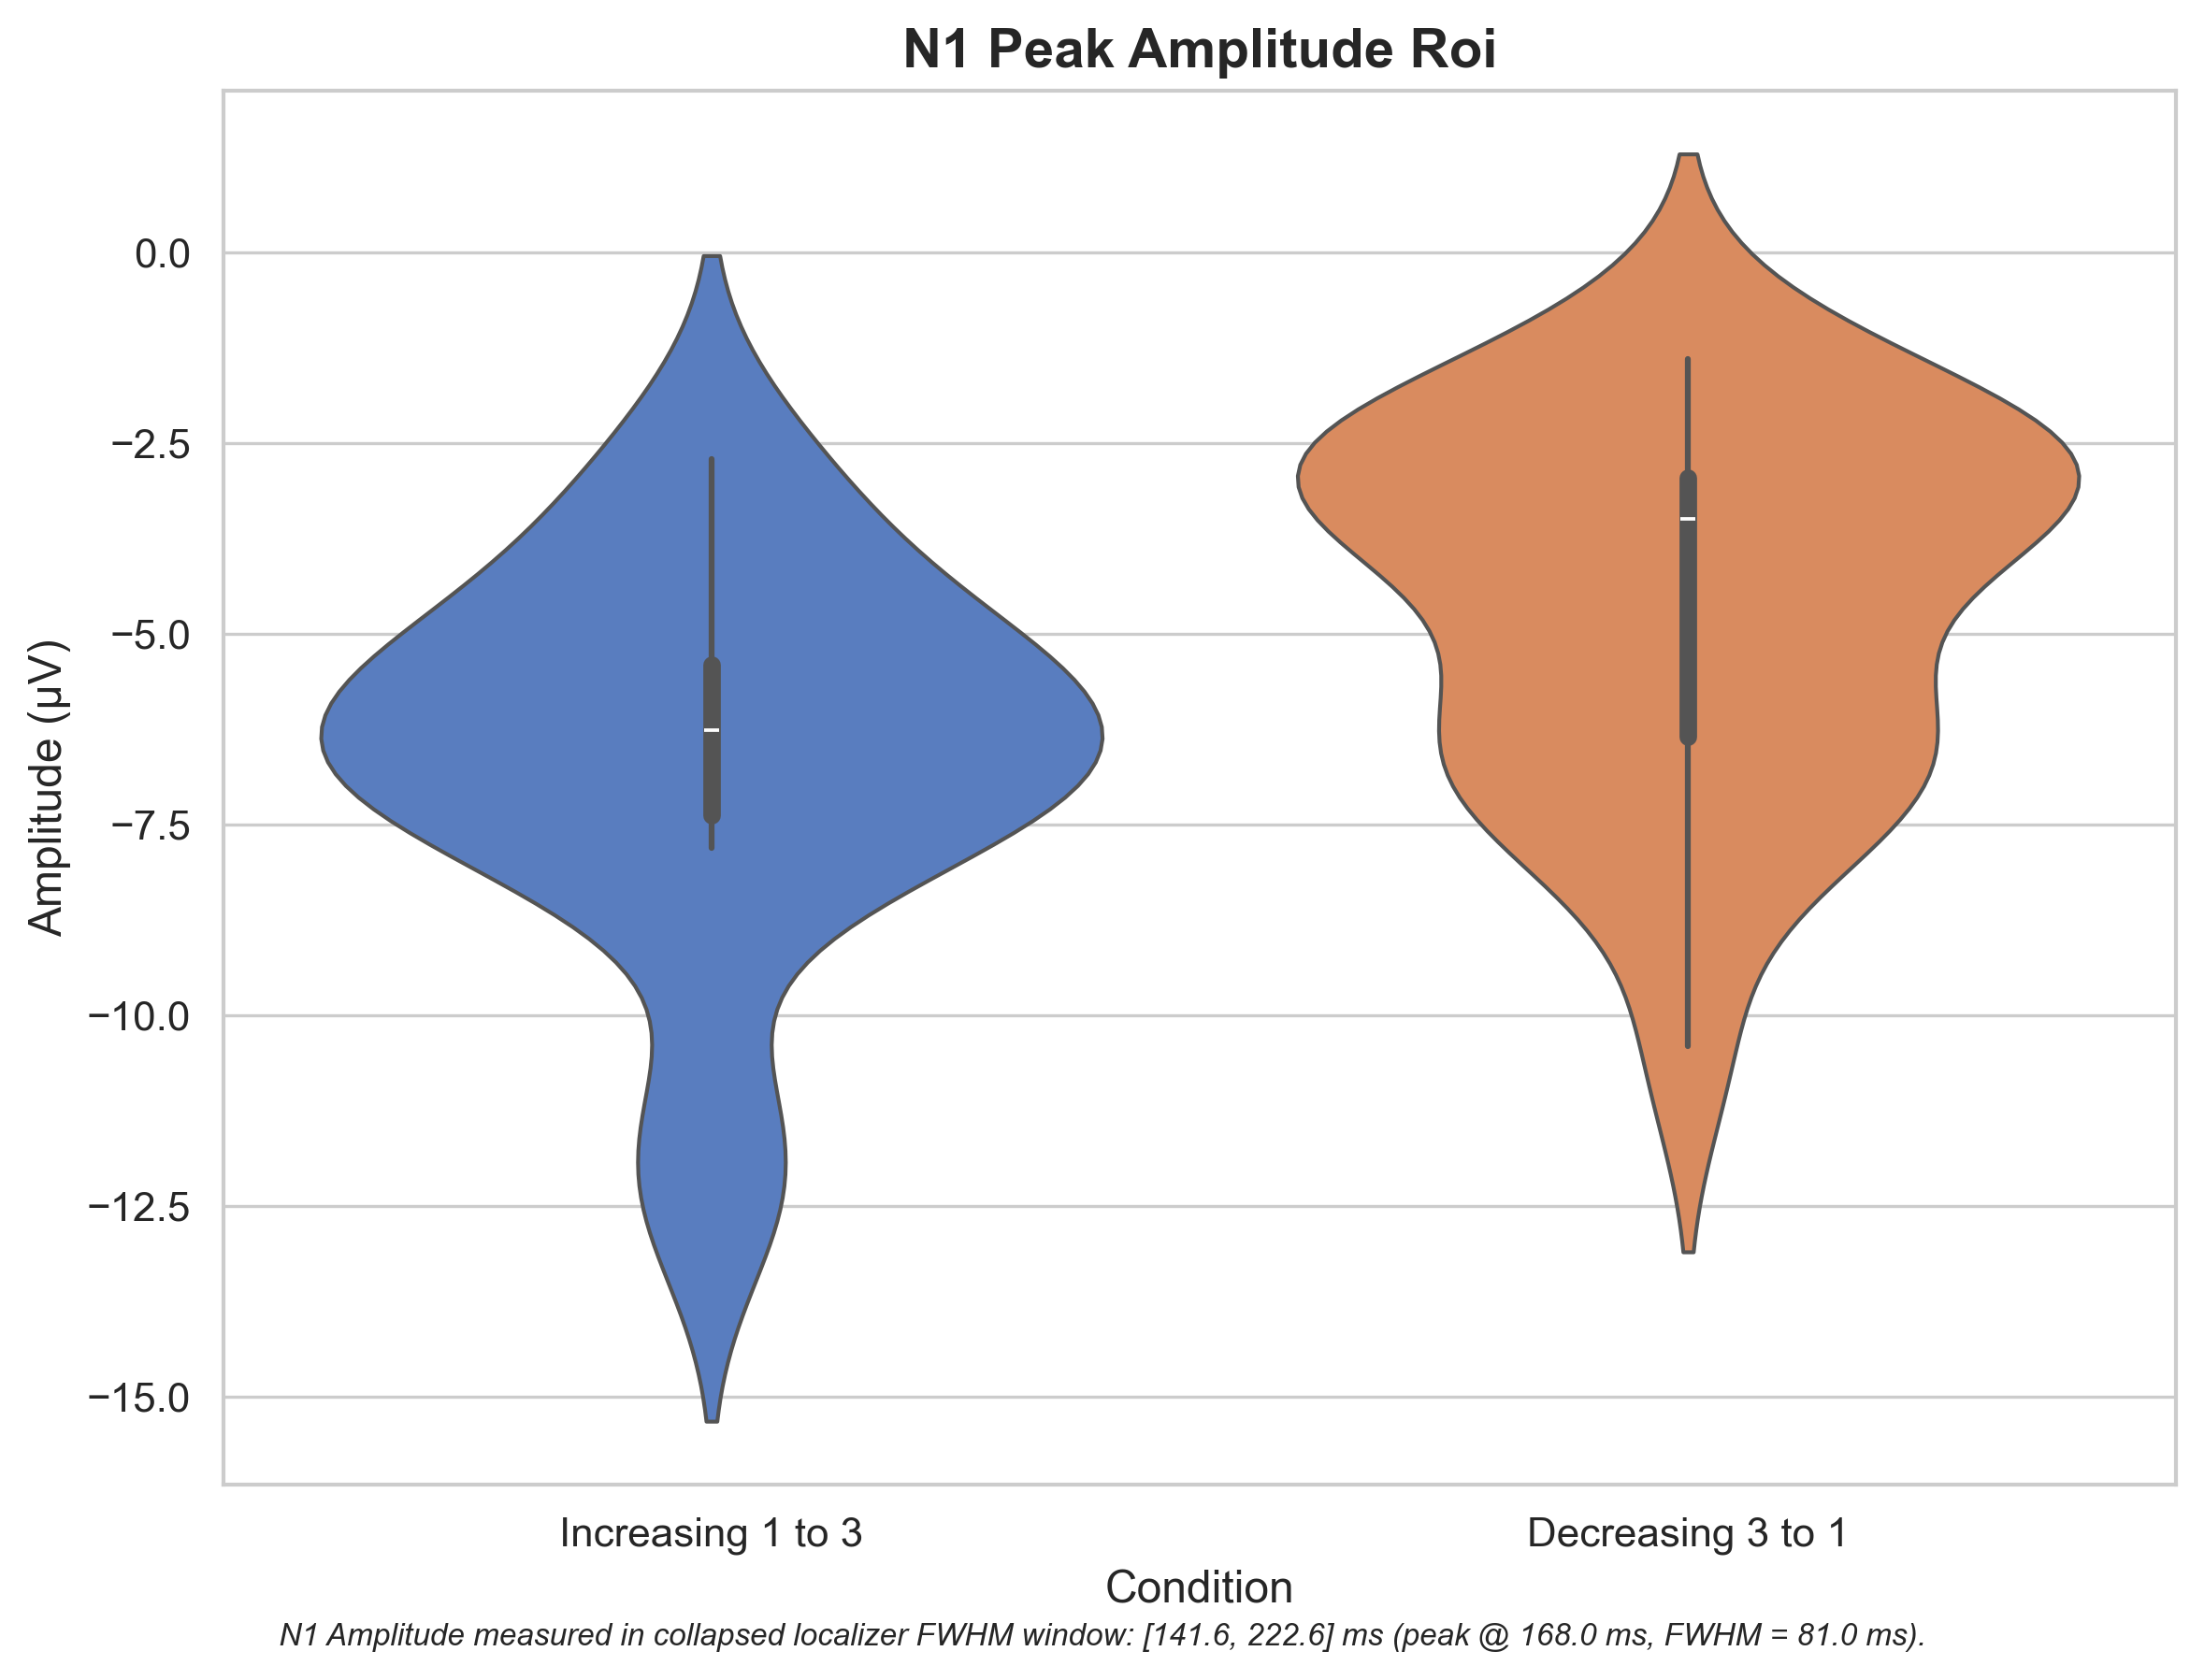 N1 Peak Amplitude Roi
Amplitude (µV)
0.0
−2.5
−5.0
−7.5
−10.0
−12.5
−15.0
Increasing 1 to 3
Decreasing 3 to 1
Condition
N1 Amplitude measured in collapsed localizer FWHM window: [141.6, 222.6] ms (peak @ 168.0 ms, FWHM = 81.0 ms).